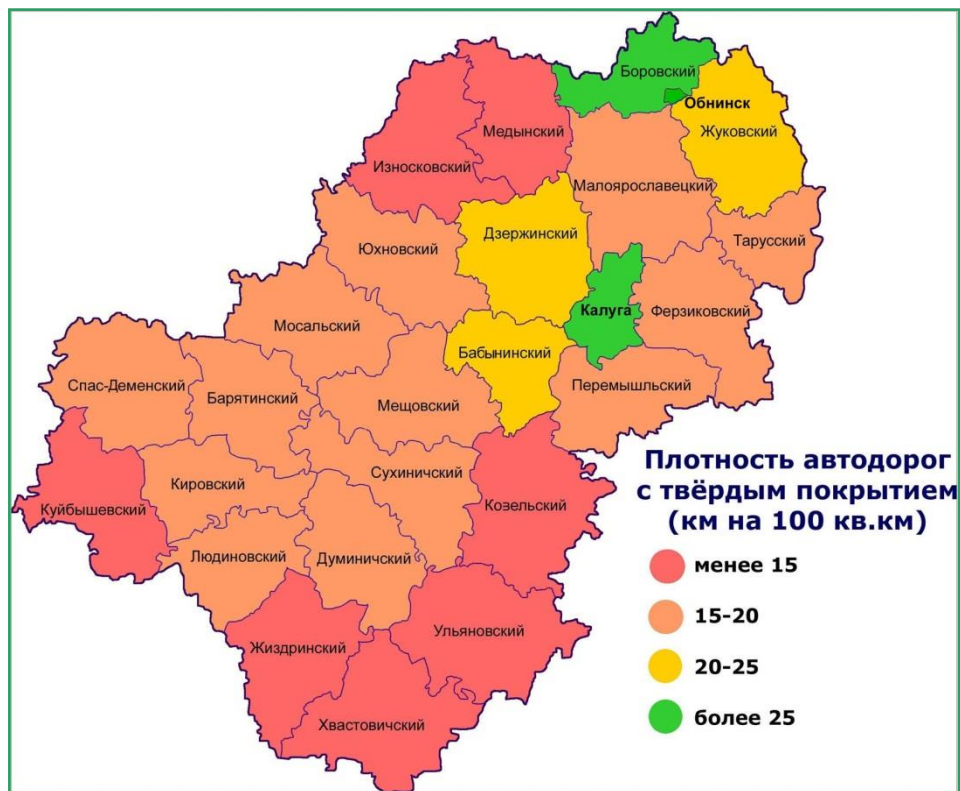 Боровский
Обнинск
Медынский
Жуковский
Износковский
Малоярославецкий
Дзержинский
Тарусский
Юхновский
Калуга
Ферзиковский
Мосальский
Бабынинский
Спас-Деменский
Перемышльский
Барятинский
Мещовский
Сухиничский
Кировский
Козельский
Куйбышевский
Людиновский
Думиничский
Ульяновский
Жиздринский
Хвастовичский
Плотность автодорог
с твёрдым покрытием
(км на 100 кв.км)
менее 15
15-20
20-25
более 25